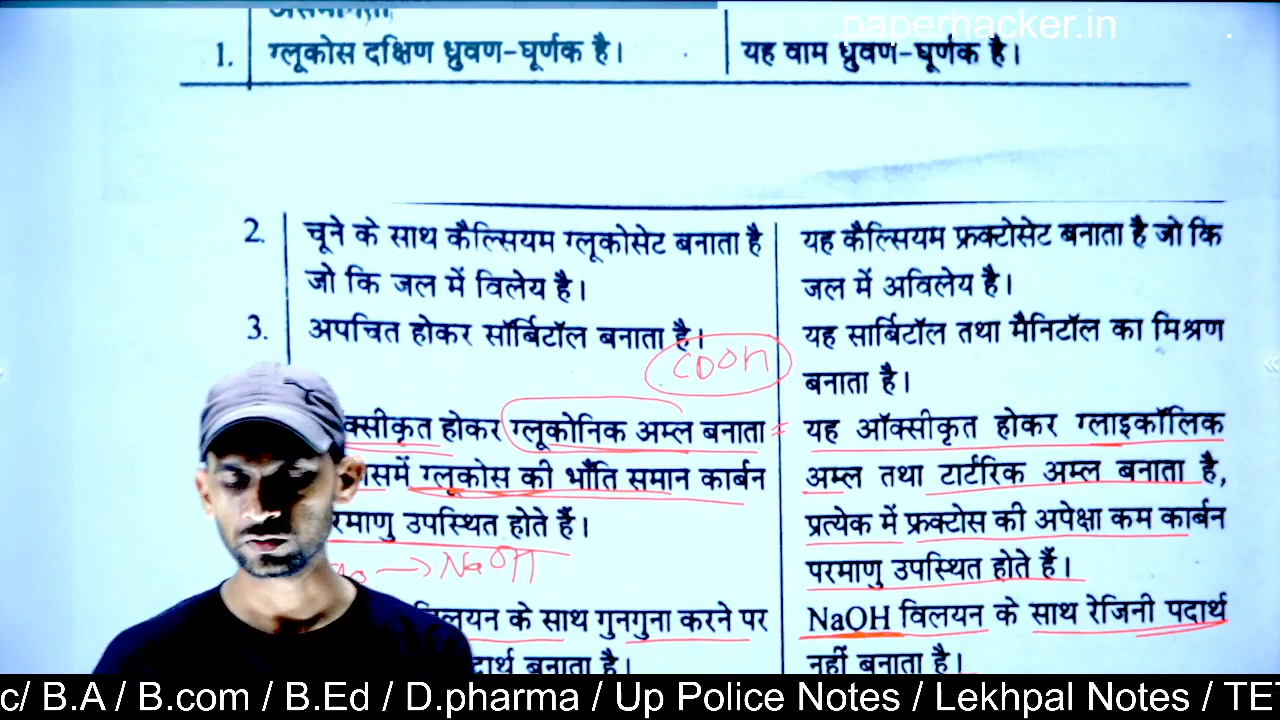 असमानता
papernacker.in
1. ग्लूकोस दक्षिण ध्रुवण-घूर्णक है। यह वाम ध्रुवण-घूर्णक है।
2. चूने के साथ कैल्सियम ग्लूकोसेट बनाता है यह कैल्सियम फ्रक्टोसेट बनाता है जो कि
जो कि जल में विलेय है। जल में अविलेय है।
3. अपचित होकर सॉर्बिटॉल बनाता है। यह सार्बिटॉल तथा मैनिटॉल का मिश्रण
COOH
बनाता है।
क्सीकृत होकर ग्लूकोनिक अम्ल बनाता यह ऑक्सीकृत होकर ग्लाइकॉलिक
समें ग्लूकोस की भाँति समान कार्बन अम्ल तथा टार्टरिक अम्ल बनाता है,
रमाणु उपस्थित होते हैं। प्रत्येक में फ्रक्टोस की अपेक्षा कम कार्बन
→ NaOH परमाणु उपस्थित होते हैं।
विलयन के साथ गुनगुना करने पर NaOH विलयन के साथ रेजिनी पदार्थ
दार्थ बनाता है। नहीं बनाता है।
c/ B.A / B.com / B.Ed / D.pharma / Up Police Notes / Lekhpal Notes / TET